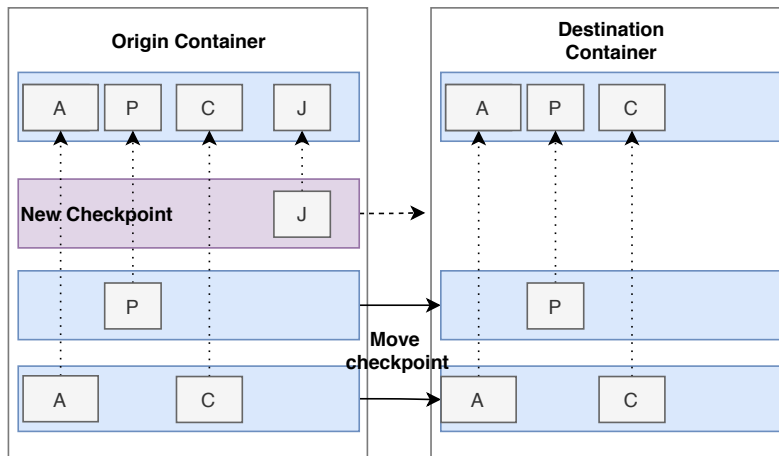 Origin Container
Destination
Container
A P C J
A P C
New Checkpoint J
P
P
Move
checkpoint
A C
A C